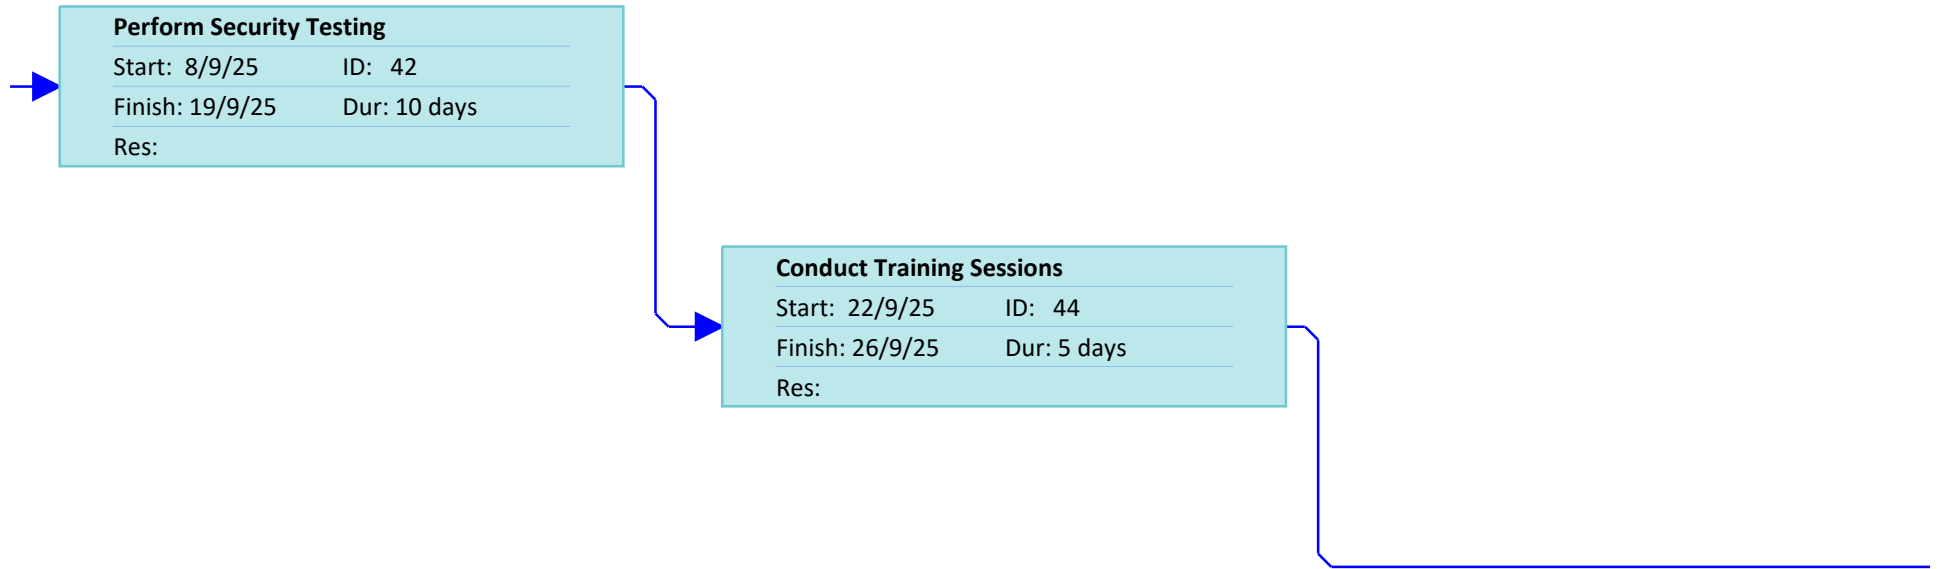 Perform Security Testing
Start: 8/9/25 ID: 42
Finish: 19/9/25 Dur: 10 days
Res:
Conduct Training Sessions
Start: 22/9/25 ID: 44
Finish: 26/9/25 Dur: 5 days
Res: